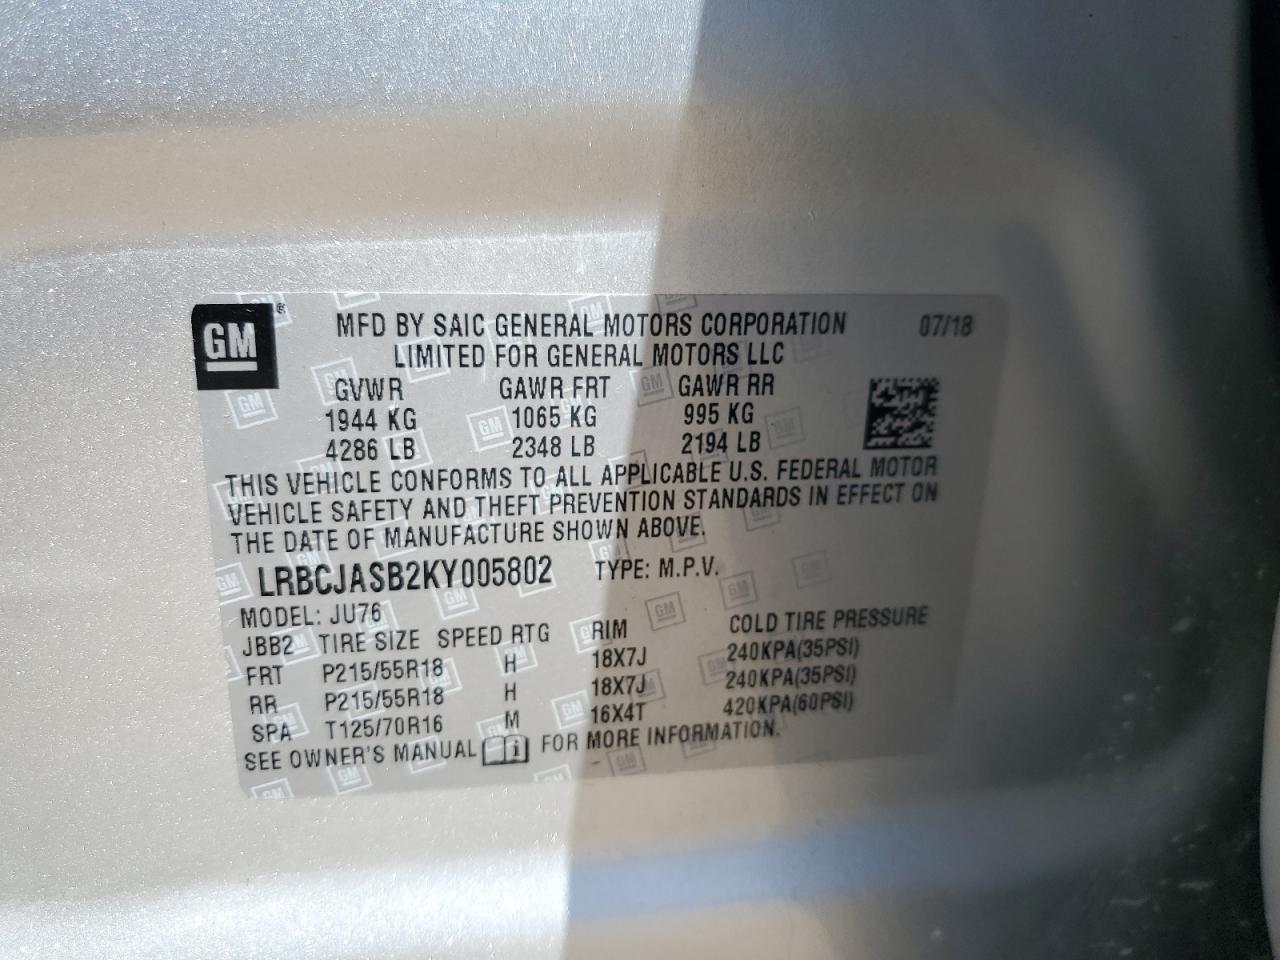 GM®
MFD BY SAIC GENERAL MOTORS CORPORATION 07/18
LIMITED FOR GENERAL MOTORS LLC
GVWR GAWR FRT GAWR RR
1944 KG 1065 KG 995 KG
4286 LB 2348 LB 2194 LB
THIS VEHICLE CONFORMS TO ALL APPLICABLE U.S. FEDERAL MOTOR
VEHICLE SAFETY AND THEFT PREVENTION STANDARDS IN EFFECT ON
THE DATE OF MANUFACTURE SHOWN ABOVE.
LRBCJASB2KY005802 TYPE: M.P.V.
MODEL: JU76
JBB2 TIRE SIZE SPEED RTG RIM COLD TIRE PRESSURE
FRT P215/55R18 H 18X7J 240KPA(35PSI)
RR P215/55R18 H 18X7J 240KPA(35PSI)
SPA T125/70R16 M 16X4T 420KPA(60PSI)
SEE OWNER'S MANUAL FOR MORE INFORMATION.